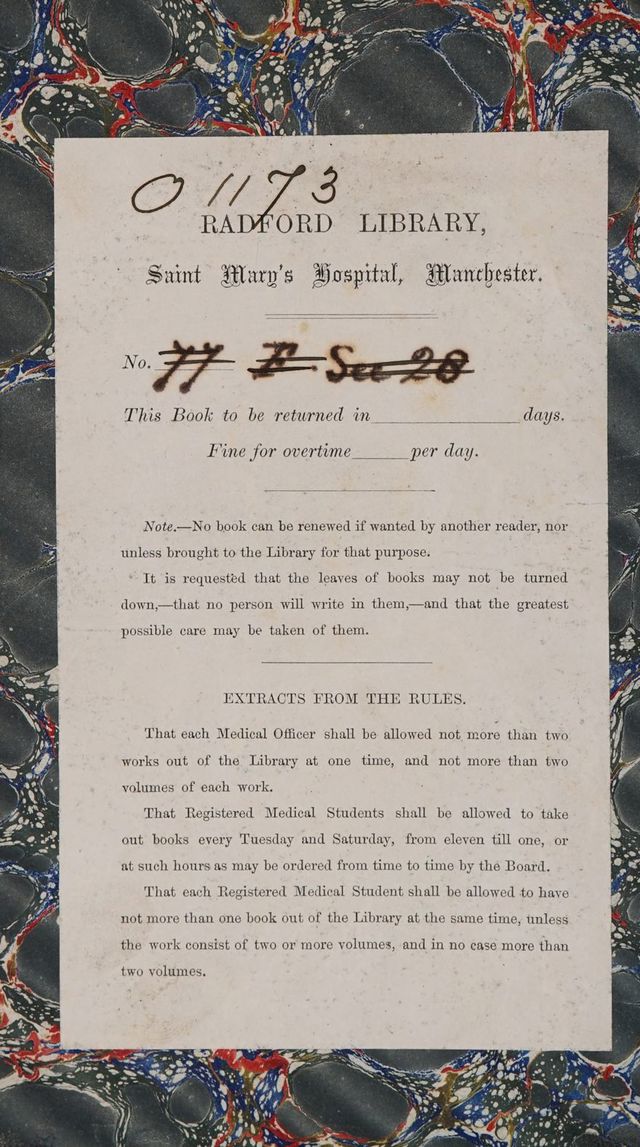 01173
RADFORD LIBRARY,
Saint Mary's Hospital, Manchester.
No. 77 F. Sec 28
This Book to be returned in__________days.
Fine for overtime_____per day.
Note.—No book can be renewed if wanted by another reader, nor
unless brought to the Library for that purpose.
It is requested that the leaves of books may not be turned
down,—that no person will write in them,—and that the greatest
possible care may be taken of them.
EXTRACTS FROM THE RULES.
That each Medical Officer shall be allowed not more than two
works out of the Library at one time, and not more than two
volumes of each work.
That Registered Medical Students shall be allowed to take
out books every Tuesday and Saturday, from eleven till one, or
at such hours as may be ordered from time to time by the Board.
That each Registered Medical Student shall be allowed to have
not more than one book out of the Library at the same time, unless
the work consist of two or more volumes, and in no case more than
two volumes.